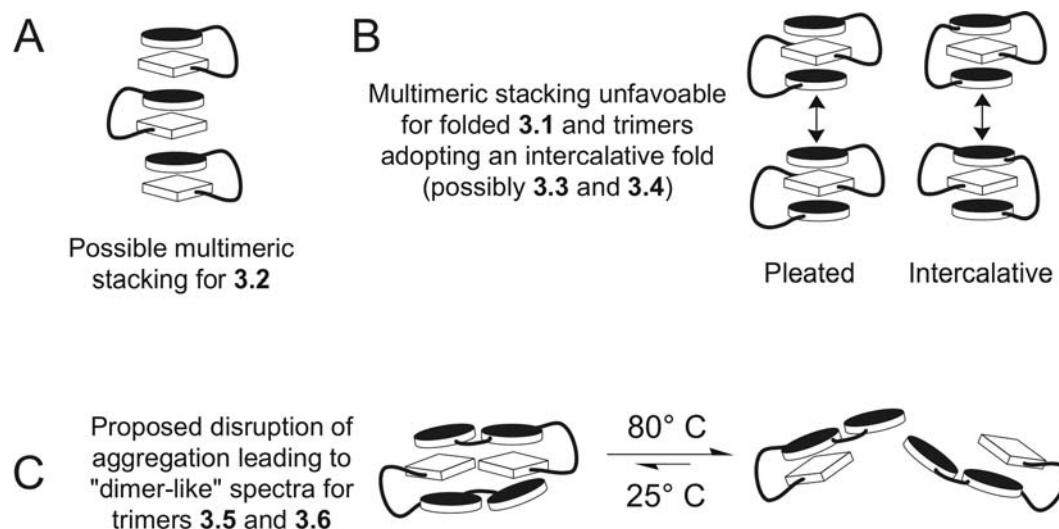 A
Possible multimeric
stacking for 3.2
B
Multimeric stacking unfavoable
for folded 3.1 and trimers
adopting an intercalative fold
(possibly 3.3 and 3.4)
Pleated
Intercalative
C
Proposed disruption of
aggregation leading to
"dimer-like" spectra for
trimers 3.5 and 3.6
80° C
25° C